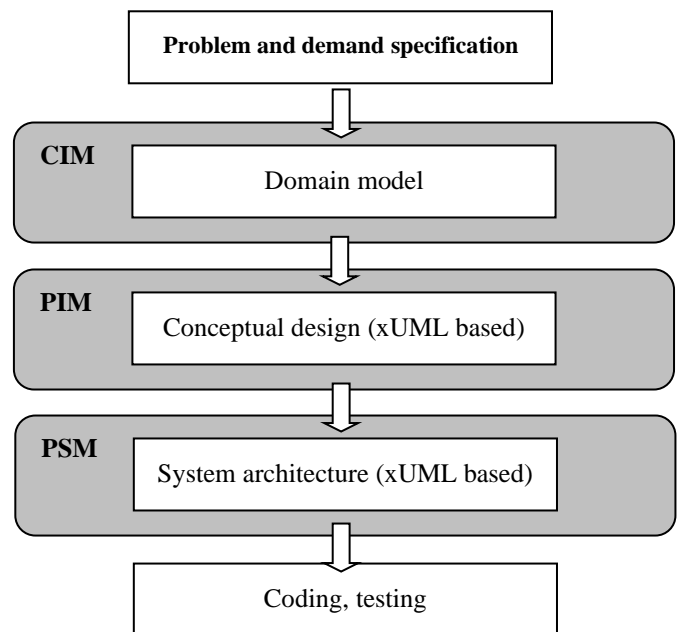 Problem and demand specification
CIM
Domain model
PIM
Conceptual design (xUML based)
PSM
System architecture (xUML based)
Coding, testing